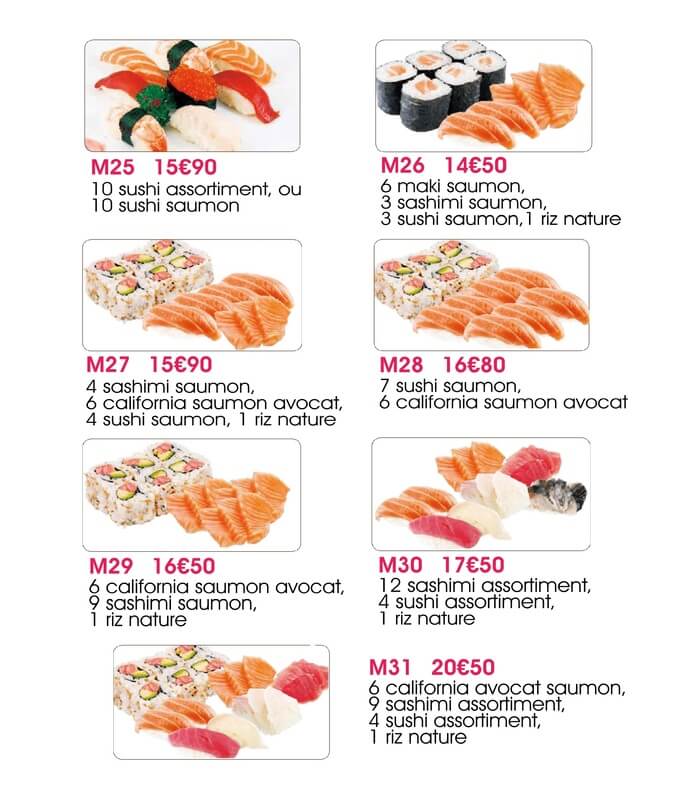 M25 15€90
10 sushi assortiment, ou
10 sushi saumon
M26 14€50
6 maki saumon,
3 sashimi saumon,
3 sushi saumon,1 riz nature
M27 15€90
4 sashimi saumon,
6 california saumon avocat,
4 sushi saumon, 1 riz nature
M28 16€80
7 sushi saumon,
6 california saumon avocat
M29 16€50
6 california saumon avocat,
9 sashimi saumon,
1 riz nature
M30 17€50
12 sashimi assortiment,
4 sushi assortiment,
1 riz nature
M31 20€50
6 california avocat saumon,
9 sashimi assortiment,
4 sushi assortiment,
1 riz nature